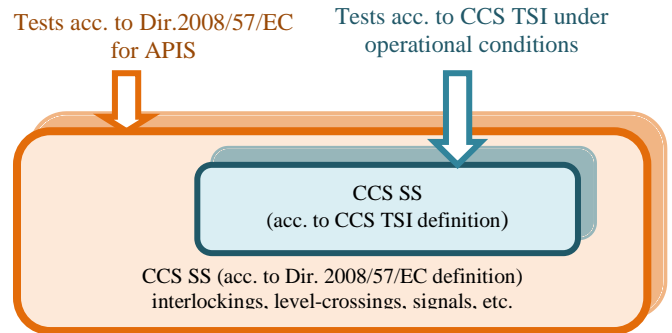 Tests acc. to Dir.2008/57/EC
for APIS
Tests acc. to CCS TSI under
operational conditions
CCS SS
(acc. to CCS TSI definition)
CCS SS (acc. to Dir. 2008/57/EC definition)
interlockings, level-crossings, signals, etc.